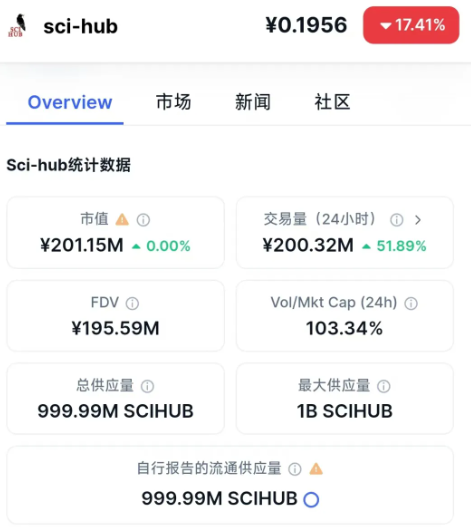 sci-hub ¥0.1956 17.41%
Overview 市场 新闻 社区
Sci-hub统计数据
市值 交易量（24小时）
¥201.15M 0.00% ¥200.32M 51.89%
FDV Vol/Mkt Cap (24h)
¥195.59M 103.34%
总供应量 最大供应量
999.99M SCIHUB 1B SCIHUB
自行报告的流通供应量
999.99M SCIHUB